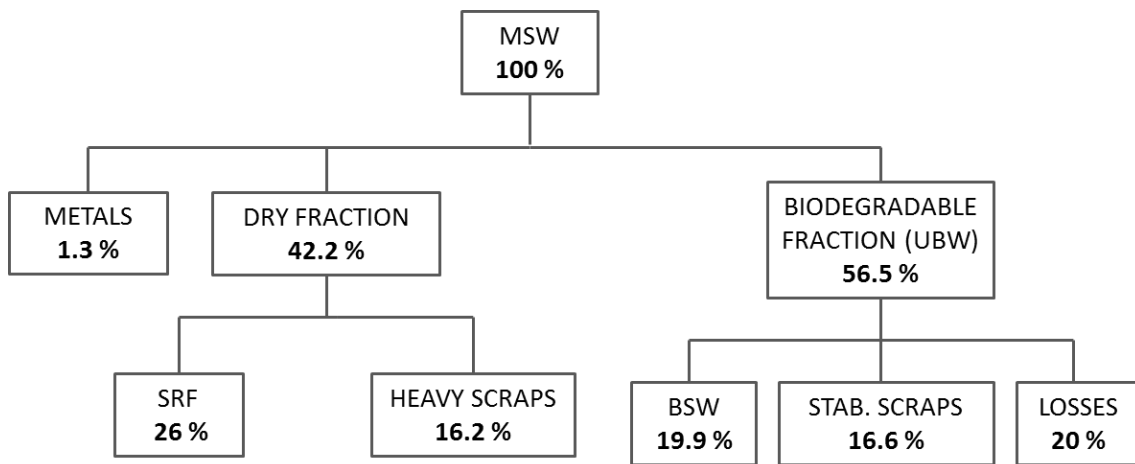 MSW
100 %
METALS
1.3 %
DRY FRACTION
42.2 %
BIODEGRADABLE
FRACTION (UBW)
56.5 %
SRF
26 %
HEAVY SCRAPS
16.2 %
BSW
19.9 %
STAB. SCRAPS
16.6 %
LOSSES
20 %